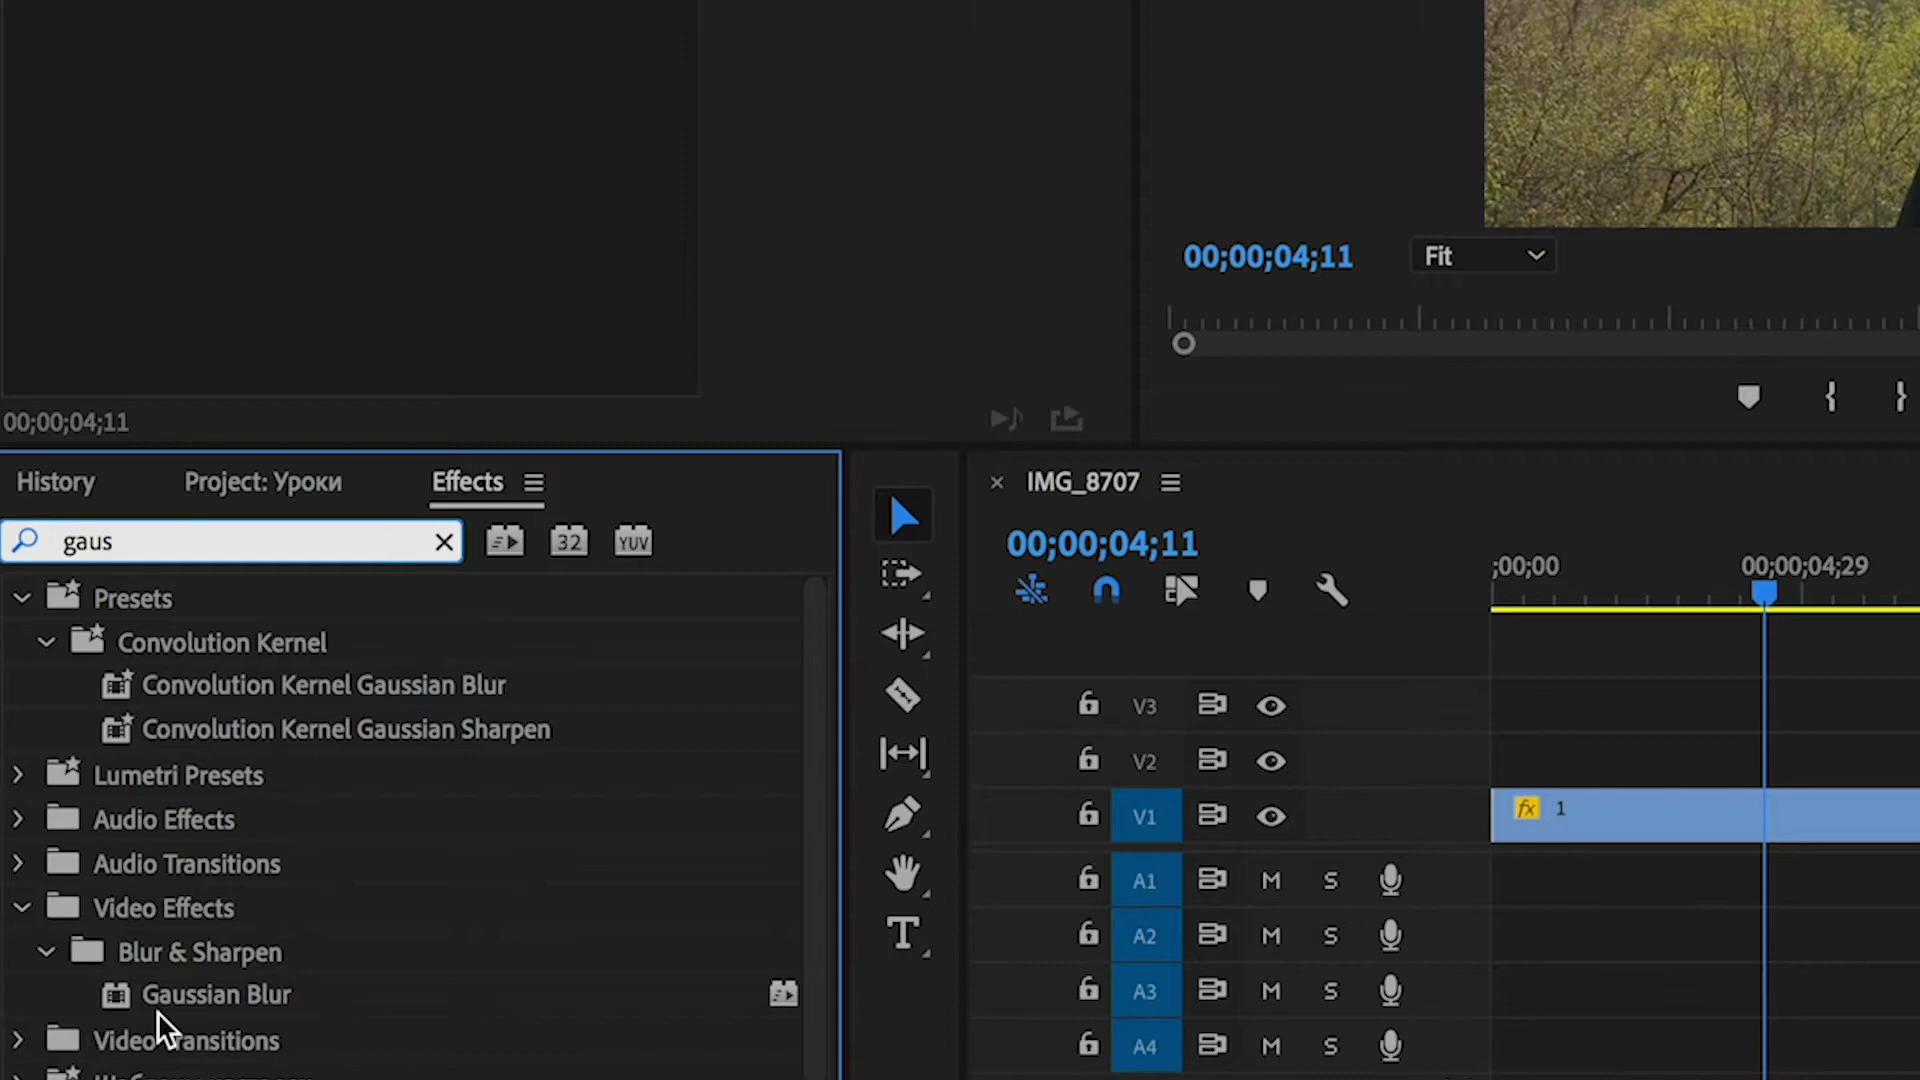 00;00;04;11
Fit
00;00;04;11
History
Project: Уроки
Effects
gaus
32
YUV
Presets
Convolution Kernel
Convolution Kernel Gaussian Blur
Convolution Kernel Gaussian Sharpen
Lumetri Presets
Audio Effects
Audio Transitions
Video Effects
Blur & Sharpen
Gaussian Blur
Video
IMG_8707
00;00;04;11
;00;00
00;00;04;29
V3
V2
V1
fx 1
A1 M S
A2 M S
A3 M S
A4 M S